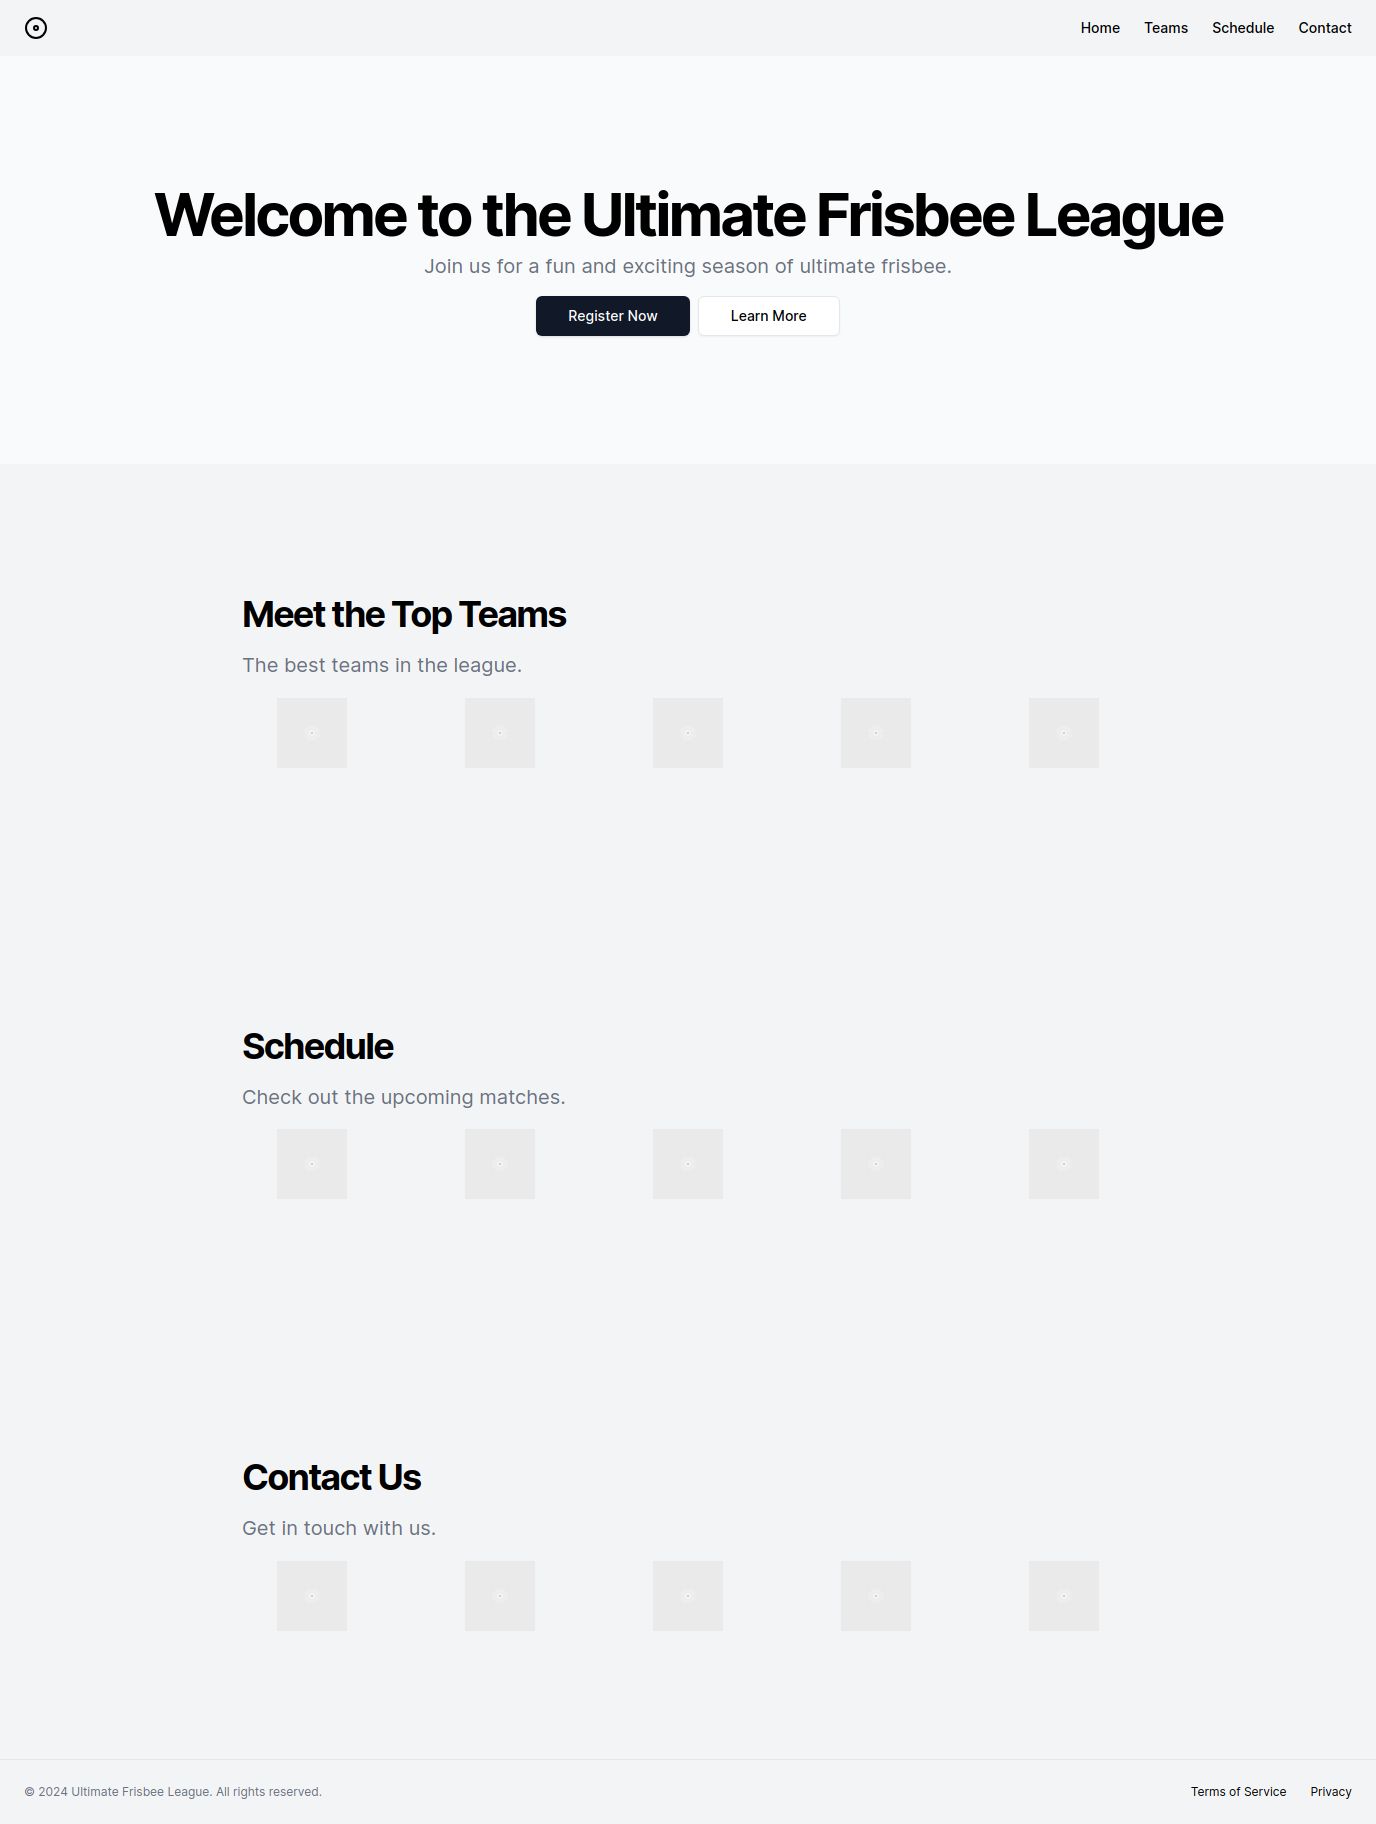 Home Teams Schedule Contact
Welcome to the Ultimate Frisbee League
Join us for a fun and exciting season of ultimate frisbee.
Register Now Learn More
Meet the Top Teams
The best teams in the league.
Schedule
Check out the upcoming matches.
Contact Us
Get in touch with us.
© 2024 Ultimate Frisbee League. All rights reserved. Terms of Service Privacy